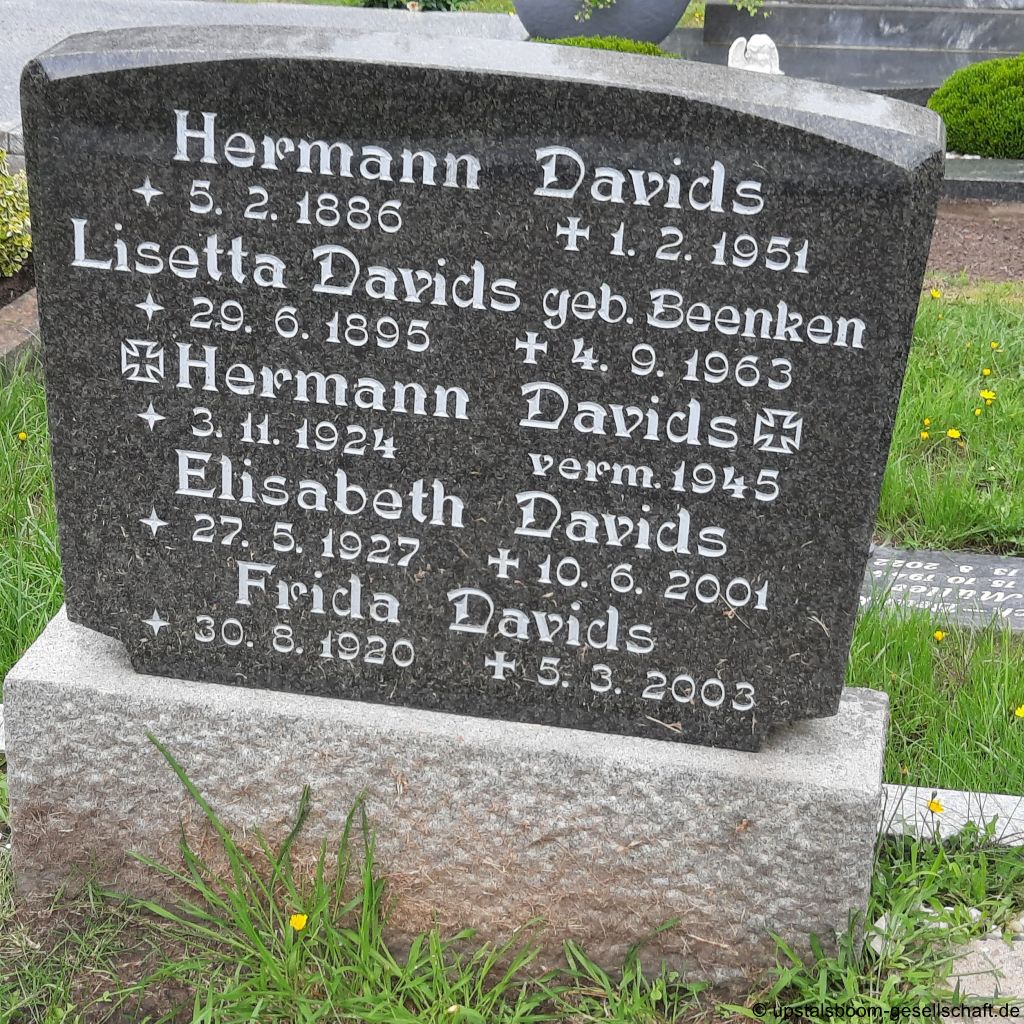 Hermann Davids
5. 2. 1886 1. 2. 1951
Lisetta Davids geb. Beenken
29. 6. 1895 4. 9. 1963
Hermann Davids
3. 11. 1924 verm. 1945
Elisabeth Davids
27. 5. 1927 10. 6. 2001
Frida Davids
30. 8. 1920 5. 3. 2003
© upstalsboom-gesellschaft.de